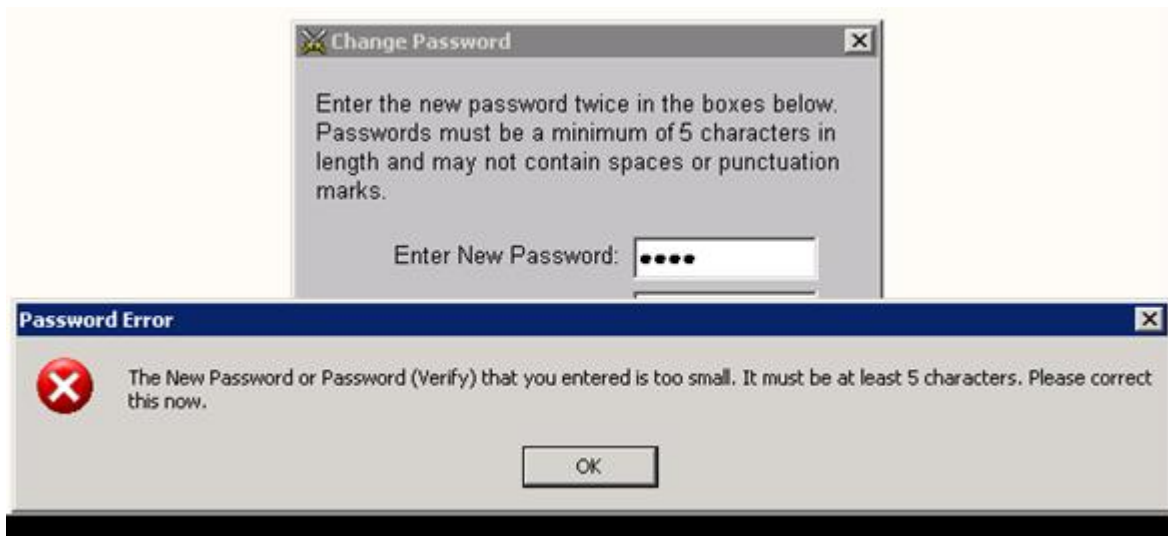 Change Password
Enter the new password twice in the boxes below.
Passwords must be a minimum of 5 characters in
length and may not contain spaces or punctuation
marks.
Enter New Password: ●●●●
Password Error
The New Password or Password (Verify) that you entered is too small. It must be at least 5 characters. Please correct
this now.
OK